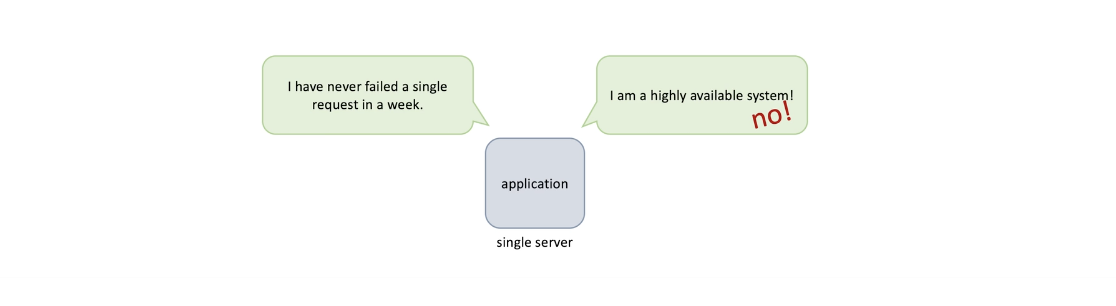 I have never failed a single
request in a week.
I am a highly available system!
no!
application
single server